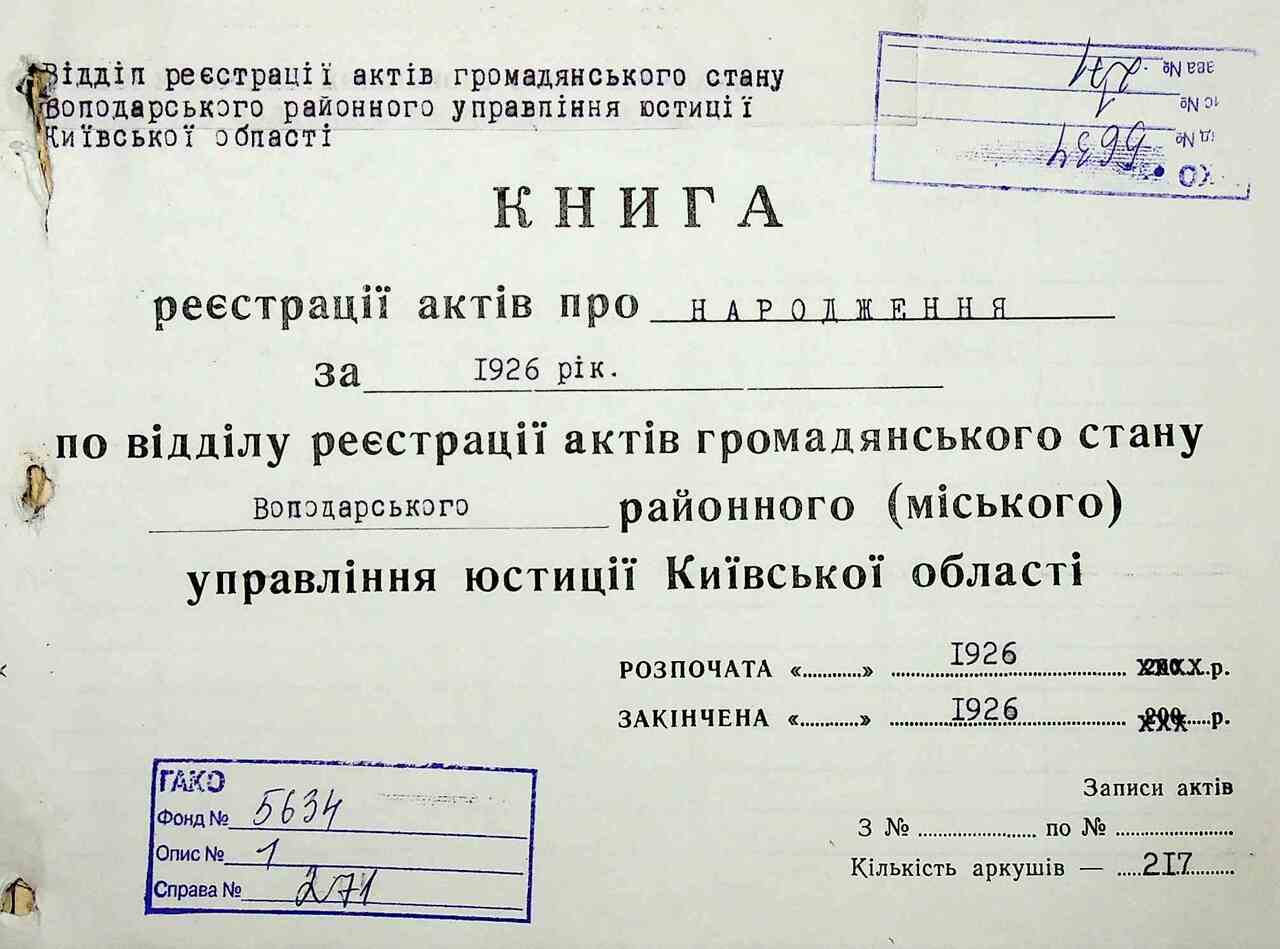 Відділ реєстрації актів громадянського стану
Володарського районного управління юстиції
Київської області
КНИГА
реєстрації актів про НАРОДЖЕННЯ
за 1926 рік.
по відділу реєстрації актів громадянського стану
Володарського районного (міського)
управління юстиції Київської області
РОЗПОЧАТА «...........» 1926 р.
ЗАКІНЧЕНА «...........» 1926 200 р.
ГАКО
Фонд № 5634
Опис № 1
Справа № 271
Записи актів
З № .................... по № ....................
Кількість аркушів — 217